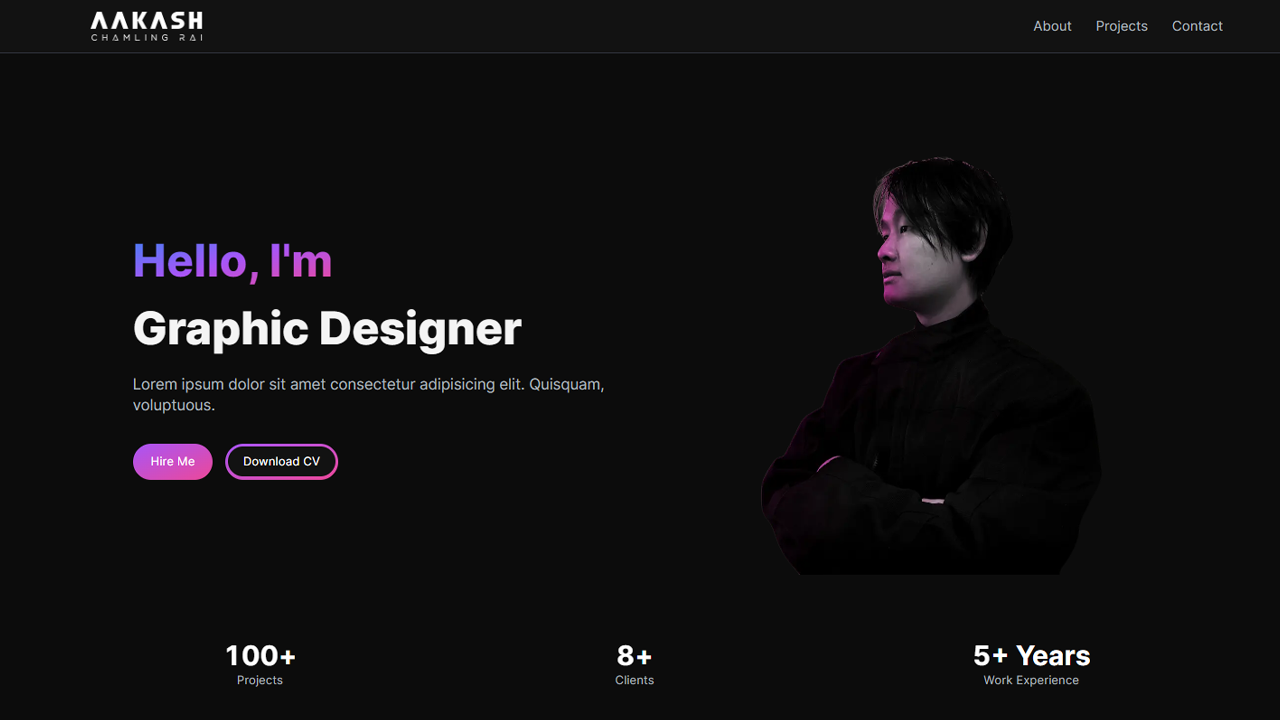 AAKASH
CHAMLING RAI
About
Projects
Contact
Hello, I'm
Graphic Designer
Lorem ipsum dolor sit amet consectetur adipisicing elit. Quisquam,
voluptuous.
Hire Me
Download CV
100+
Projects
8+
Clients
5+ Years
Work Experience